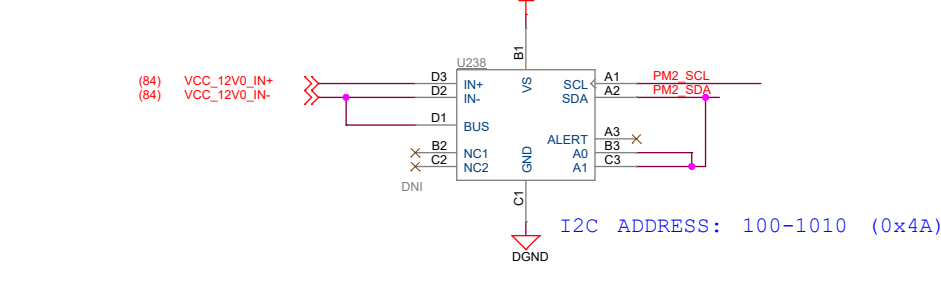 B1
U238
(84) VCC_12V0_IN+ D3 IN+ VS SCL A1 PM2_SCL
(84) VCC_12V0_IN- D2 IN- SDA A2 PM2_SDA
D1 BUS
ALERT A3
B2 NC1 A0 B3
C2 NC2 GND A1 C3
DNI
C1
I2C ADDRESS: 100-1010 (0x4A)
DGND